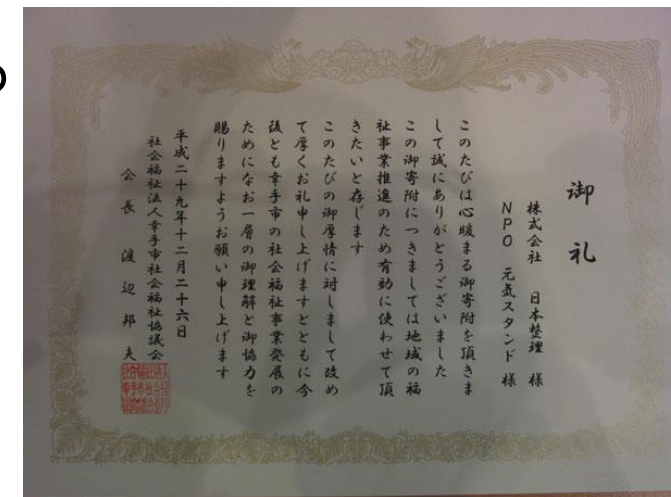 御礼
株式会社 日本整理 様
NPO 元気スタンド 様
このたびは心暖まる御寄附を頂きま
して誠にありがとうございました
この御寄附につきましては地域の福
祉事業推進のため有効に使わせて頂
きたいと存じます
このたびの御厚情に対しまして改め
て厚くお礼申し上げますとともに今
後とも幸手市の社会福祉事業発展の
ためになお一層の御理解と御協力を
賜りますようお願い申し上げます
平成二十九年十二月二十六日
社会福祉法人幸手市社会福祉協議会
会長 渡辺邦夫